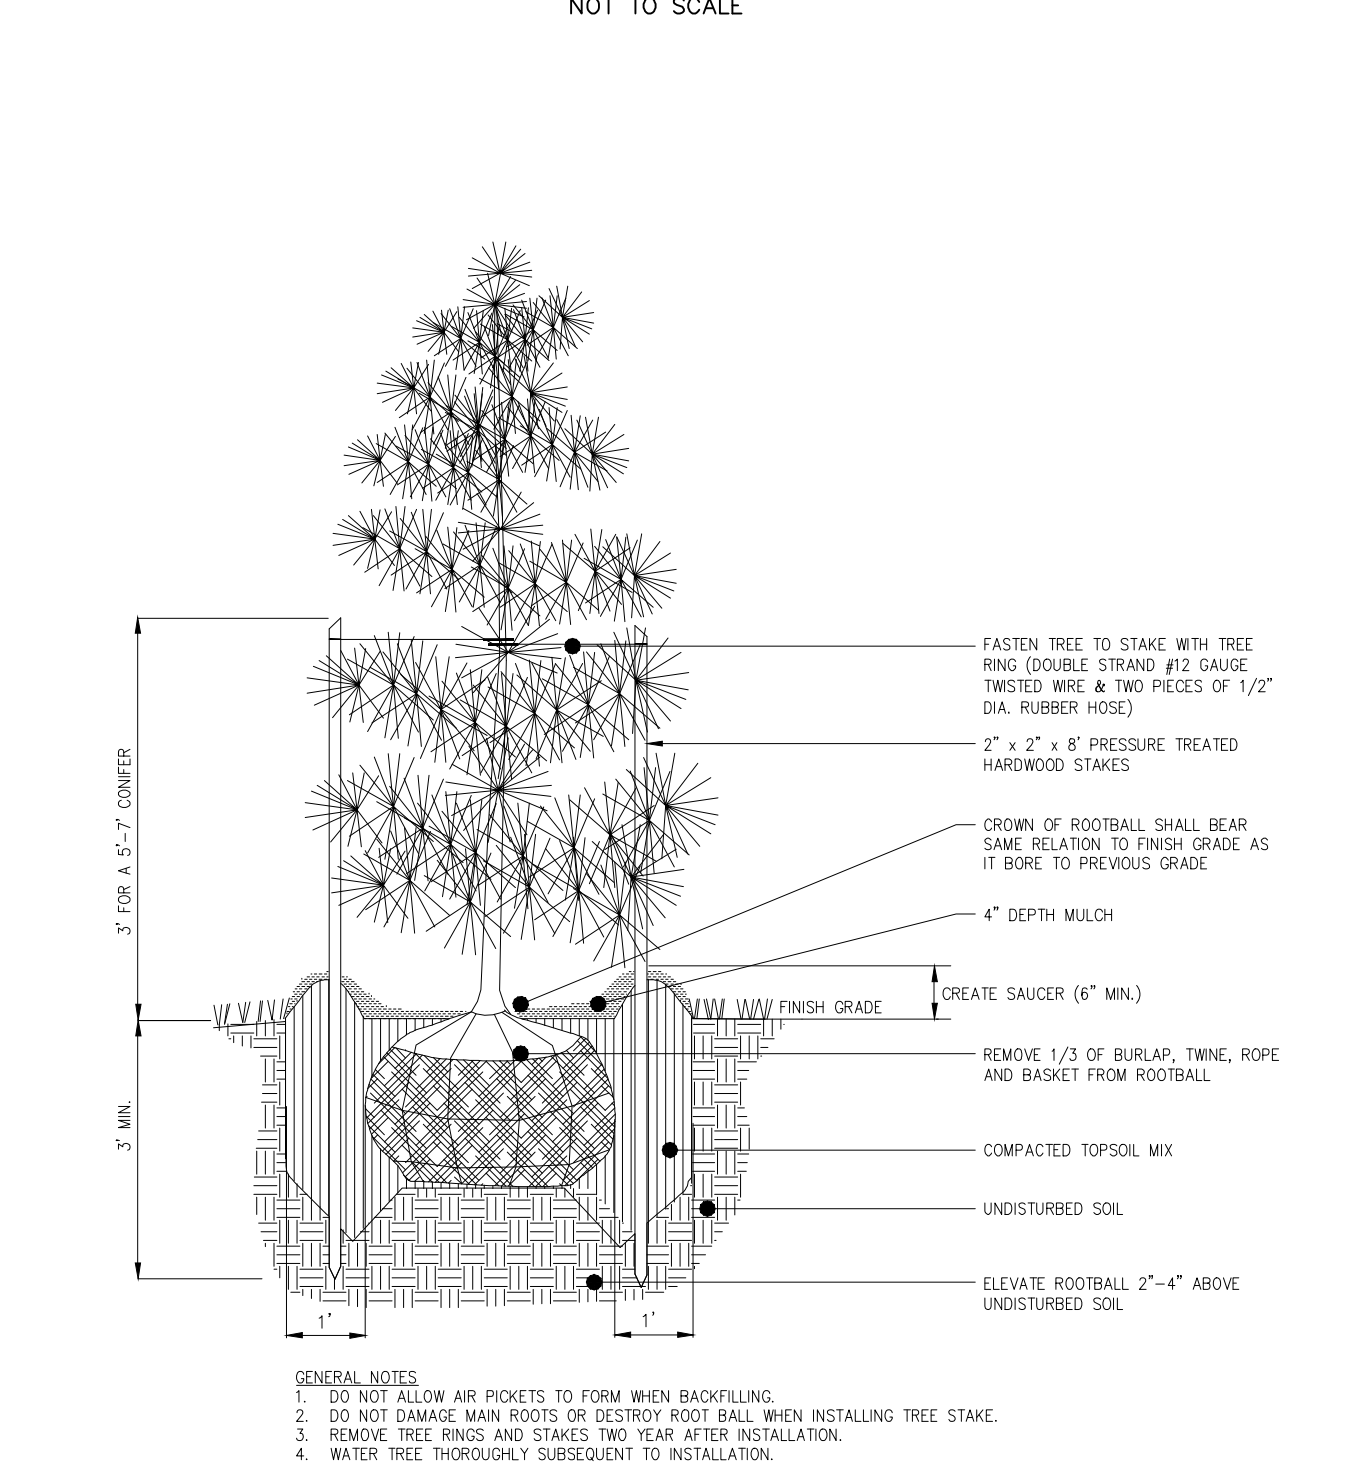 NOT TO SCALE
FASTEN TREE TO STAKE WITH TREE
RING (DOUBLE STRAND #12 GAUGE
TWISTED WIRE & TWO PIECES OF 1/2"
DIA. RUBBER HOSE)
2" x 2" x 8' PRESSURE TREATED
HARDWOOD STAKES
3' FOR A 5'-7' CONIFER
CROWN OF ROOTBALL SHALL BEAR
SAME RELATION TO FINISH GRADE AS
IT BORE TO PREVIOUS GRADE
4" DEPTH MULCH
CREATE SAUCER (6" MIN.)
FINISH GRADE
REMOVE 1/3 OF BURLAP, TWINE, ROPE
AND BASKET FROM ROOTBALL
3' MIN.
COMPACTED TOPSOIL MIX
UNDISTURBED SOIL
ELEVATE ROOTBALL 2"-4" ABOVE
UNDISTURBED SOIL
1'
1'
GENERAL NOTES
1. DO NOT ALLOW AIR PICKETS TO FORM WHEN BACKFILLING.
2. DO NOT DAMAGE MAIN ROOTS OR DESTROY ROOT BALL WHEN INSTALLING TREE STAKE.
3. REMOVE TREE RINGS AND STAKES TWO YEAR AFTER INSTALLATION.
4. WATER TREE THOROUGHLY SUBSEQUENT TO INSTALLATION.